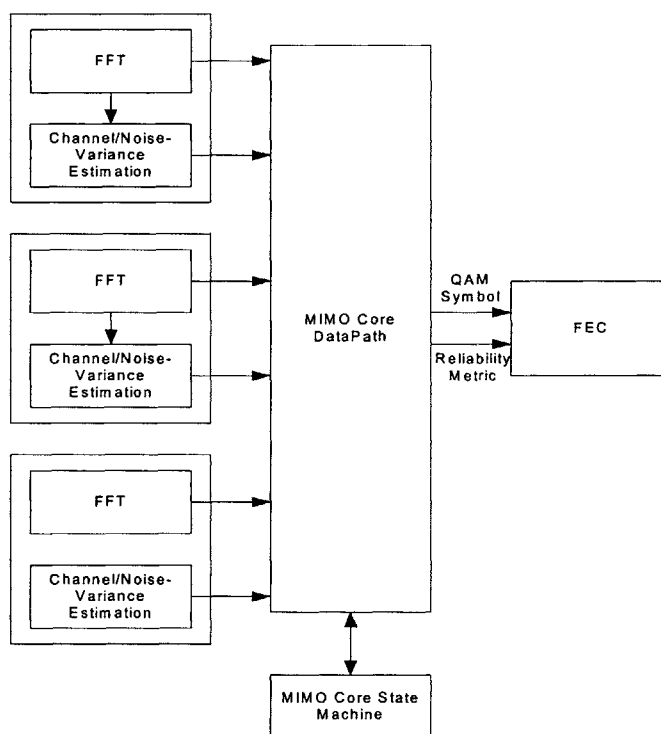 FFT
Channel/Noise-
Variance
Estimation
FFT
Channel/Noise-
Variance
Estimation
FFT
Channel/Noise-
Variance
Estimation
MIMO Core
DataPath
QAM
Symbol
Reliability
Metric
FEC
MIMO Core State
Machine